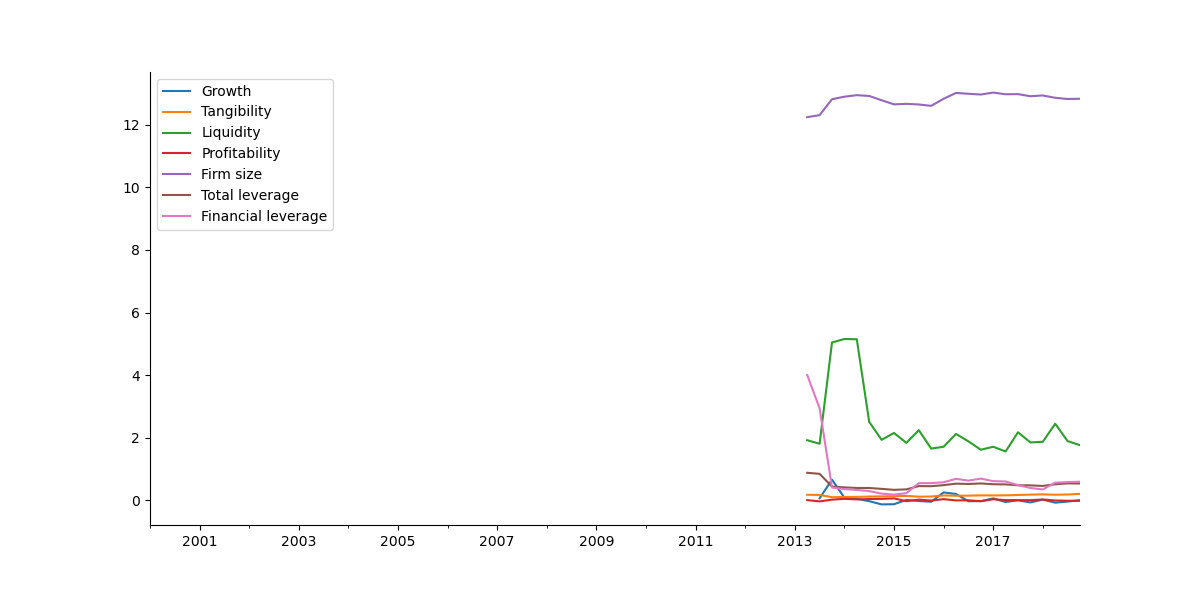 Growth
Tangibility
Liquidity
Profitability
Firm size
Total leverage
Financial leverage
12
10
8
6
4
2
0
2001 2003 2005 2007 2009 2011 2013 2015 2017